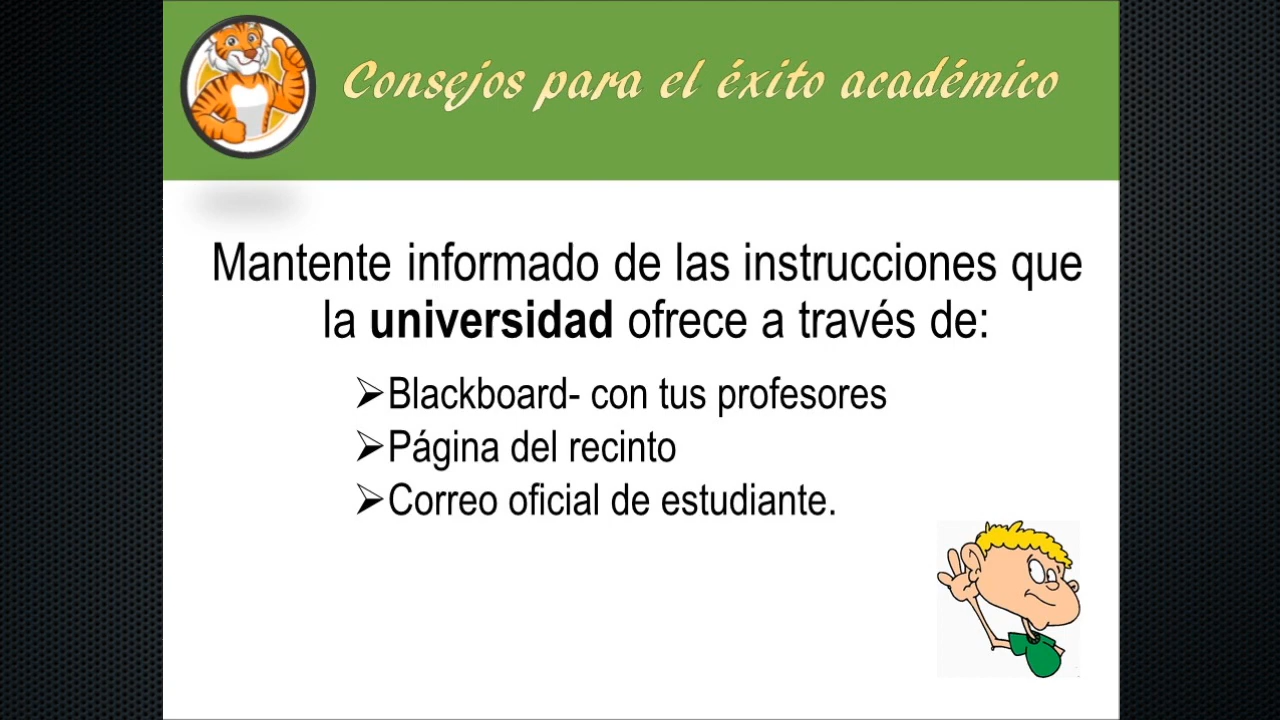 Consejos para el éxito académico
Mantente informado de las instrucciones que
la universidad ofrece a través de:
➢Blackboard- con tus profesores
➢Página del recinto
➢Correo oficial de estudiante.